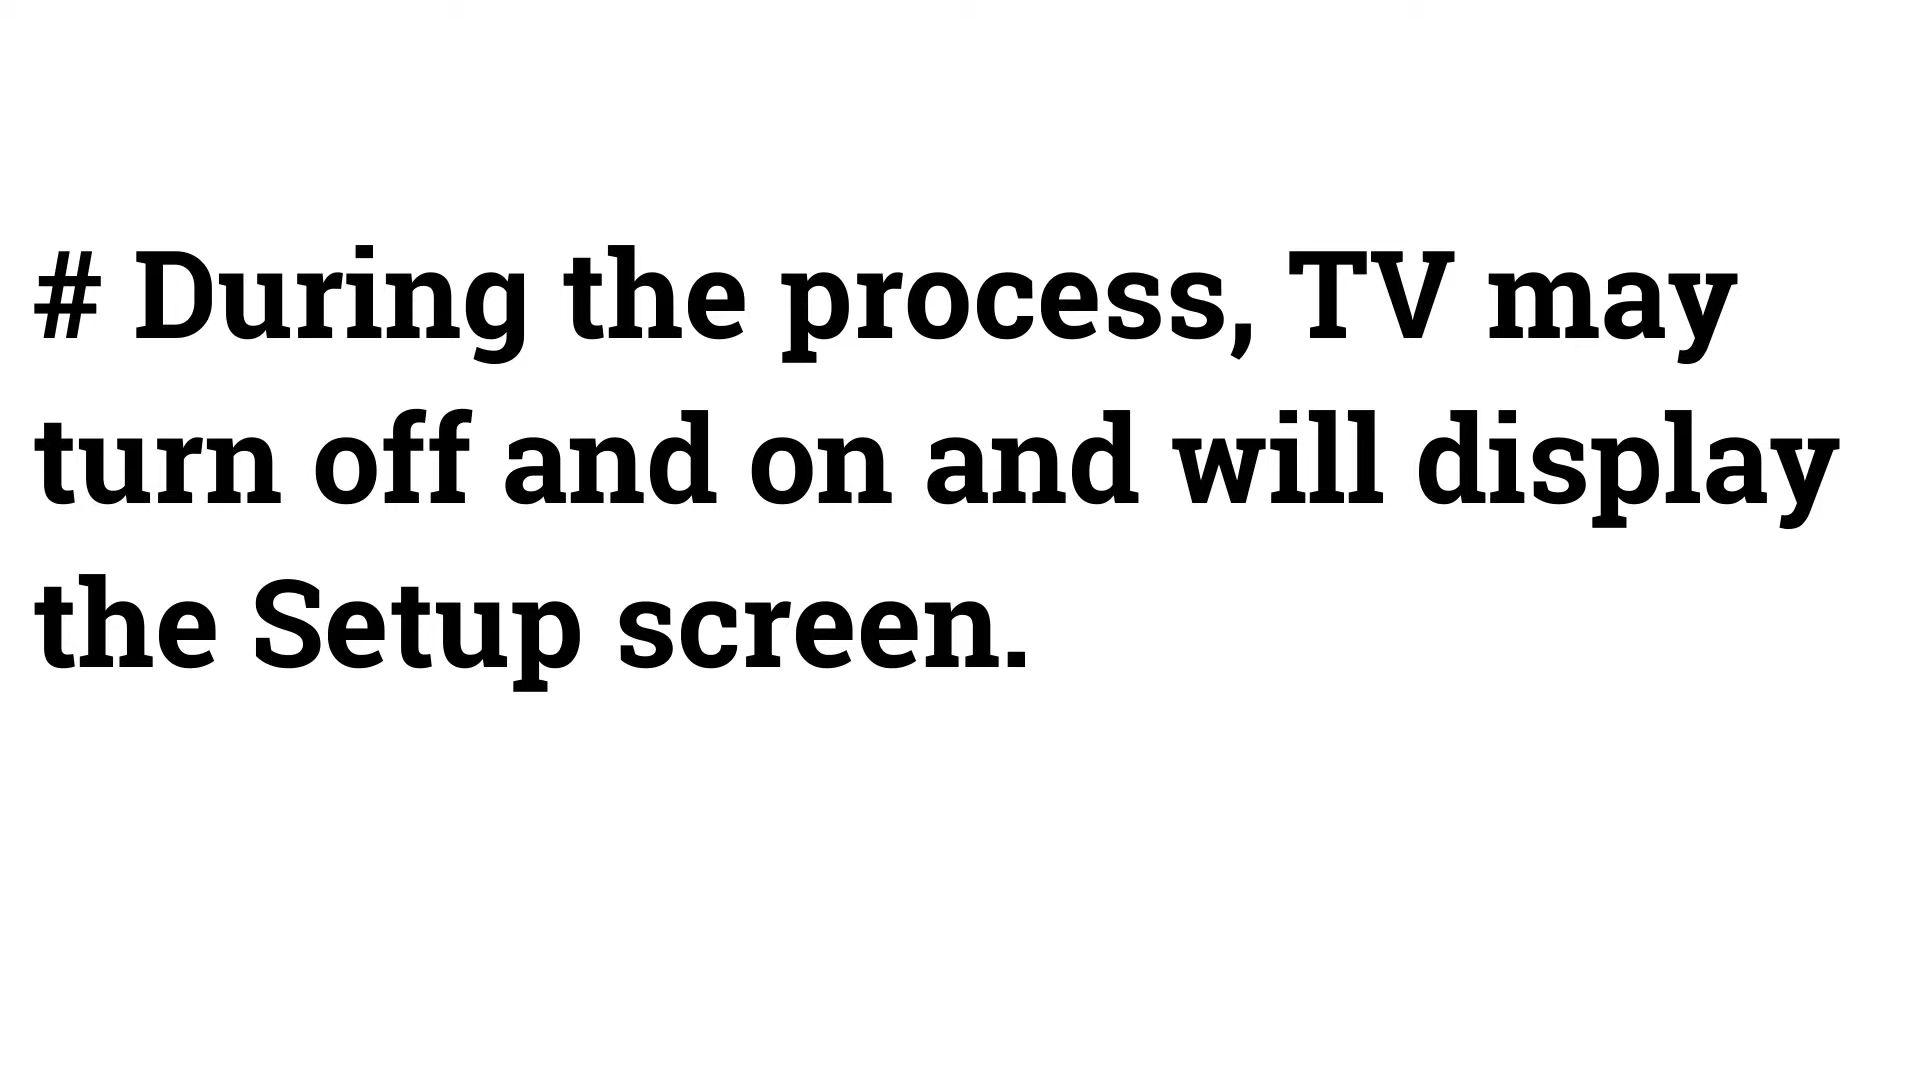 # During the process, TV may
turn off and on and will display
the Setup screen.